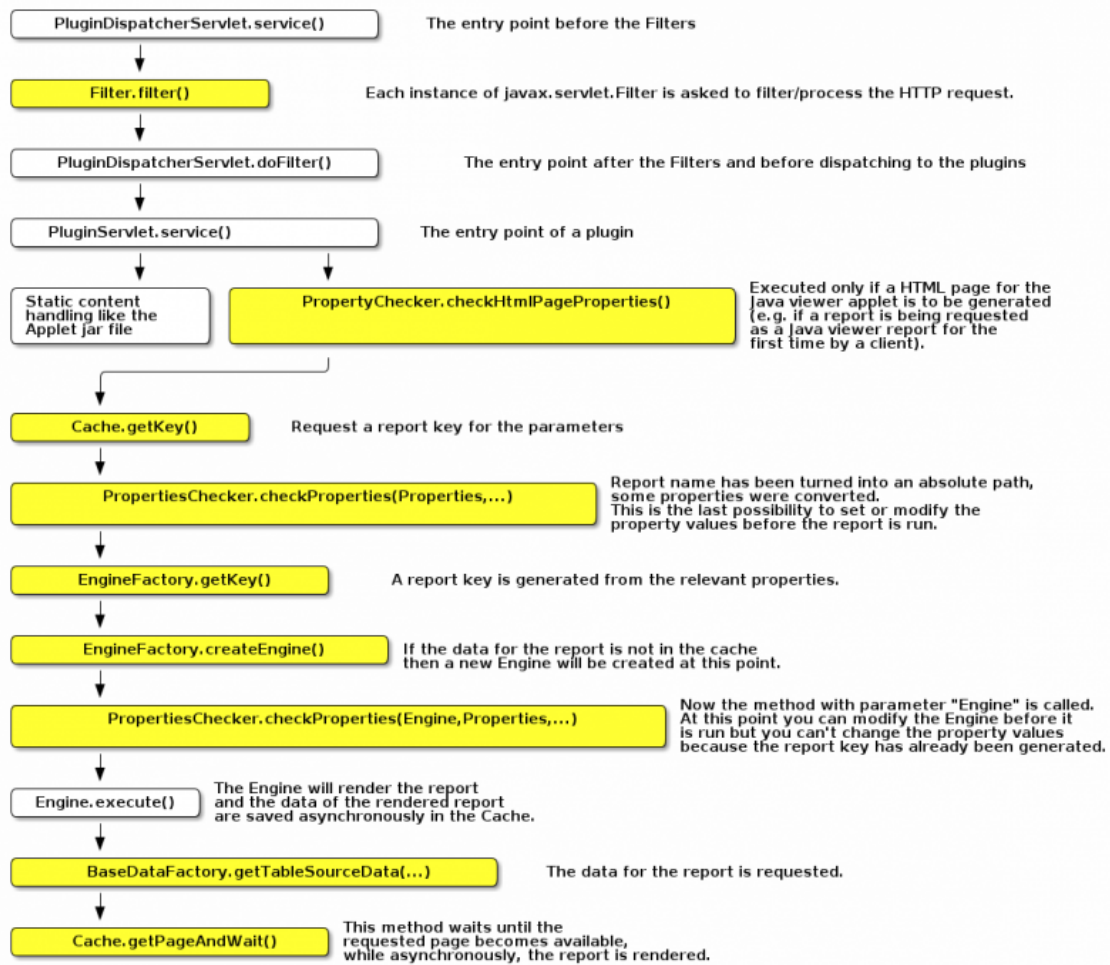 PluginDispatcherServlet.service()
The entry point before the Filters
Filter.filter()
Each instance of javax.servlet.Filter is asked to filter/process the HTTP request.
PluginDispatcherServlet.doFilter()
The entry point after the Filters and before dispatching to the plugins
PluginServlet.service()
The entry point of a plugin
Static content
handling like the
Applet jar file
PropertyChecker.checkHtmlPageProperties()
Executed only if a HTML page for the
Java viewer applet is to be generated
(e.g. if a report is being requested
as a Java viewer report for the
first time by a client).
Cache.getKey()
Request a report key for the parameters
PropertiesChecker.checkProperties(Properties,...)
Report name has been turned into an absolute path,
some properties were converted.
This is the last possibility to set or modify the
property values before the report is run.
EngineFactory.getKey()
A report key is generated from the relevant properties.
EngineFactory.createEngine()
If the data for the report is not in the cache
then a new Engine will be created at this point.
PropertiesChecker.checkProperties(Engine,Properties,...)
Now the method with parameter "Engine" is called.
At this point you can modify the Engine before it
is run but you can't change the property values
because the report key has already been generated.
Engine.execute()
The Engine will render the report
and the data of the rendered report
are saved asynchronously in the Cache.
BaseDataFactory.getTableSourceData(...)
The data for the report is requested.
Cache.getPageAndWait()
This method waits until the
requested page becomes available,
while asynchronously, the report is rendered.